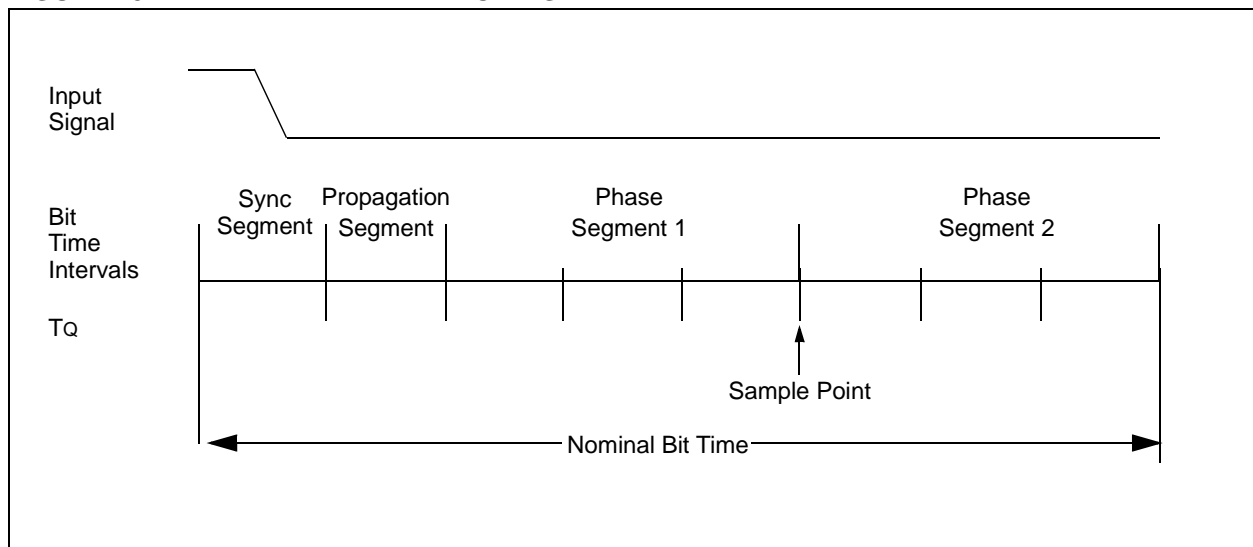 Input
Signal
Sync
Segment
Propagation
Segment
Phase
Segment 1
Phase
Segment 2
Bit
Time
Intervals
TQ
Sample Point
Nominal Bit Time